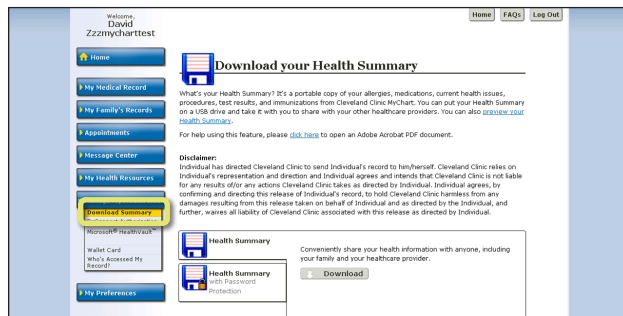 Welcome,
David
Zzzmycharttest
Home FAQs Log Out
Home
My Medical Record
My Family's Records
Appointments
Message Center
My Health Resources
Download Summary
Microsoft® HealthVault™
Wallet Card
Who's Accessed My
Record?
My Preferences
Download your Health Summary
What's your Health Summary? It's a portable copy of your allergies, medications, current health issues,
procedures, test results, and immunizations from Cleveland Clinic MyChart. You can put your Health Summary
on a USB drive and take it with you to share with your other healthcare providers. You can also preview your
Health Summary.
For help using this feature, please click here to open an Adobe Acrobat PDF document.
Disclaimer:
Individual has directed Cleveland Clinic to send Individual's record to him/herself. Cleveland Clinic relies on
Individual's representation and direction and Individual agrees and intends that Cleveland Clinic is not liable
for any results of/or any actions Cleveland Clinic takes as directed by Individual. Individual agrees, by
confirming and directing this release of Individual's record, to hold Cleveland Clinic harmless from any
damages resulting from this release taken on behalf of Individual and as directed by the Individual, and
further, waives all liability of Cleveland Clinic associated with this release as directed by Individual.
Health Summary
Health Summary
with Password
Protection
Conveniently share your health information with anyone, including
your family and your healthcare provider.
Download